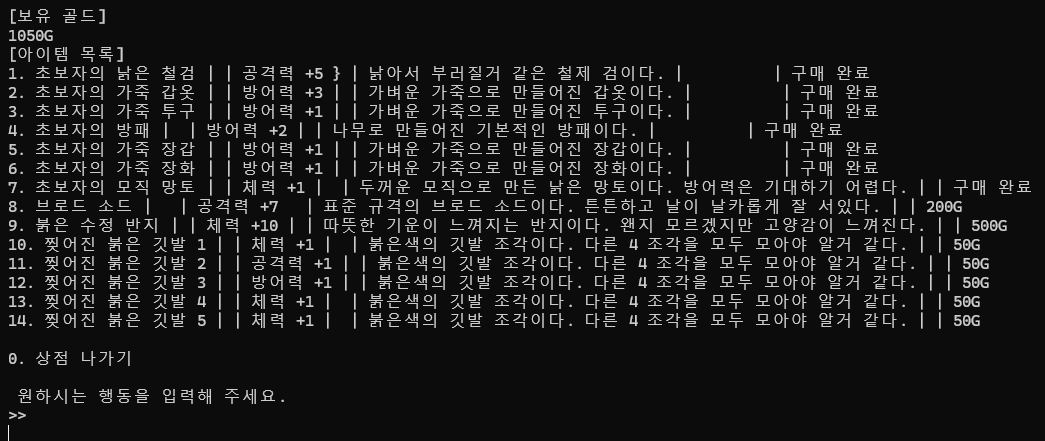 [보유 골드]
1050G
[아이템 목록]
1. 초보자의 낡은 철검 | | 공격력 +5 } | 낡아서 부러질거 같은 철제 검이다. |          | 구매 완료
2. 초보자의 가죽 갑옷 | | 방어력 +3 | | 가벼운 가죽으로 만들어진 갑옷이다. |          | 구매 완료
3. 초보자의 가죽 투구 | | 방어력 +1 | | 가벼운 가죽으로 만들어진 투구이다. |          | 구매 완료
4. 초보자의 방패 |  | 방어력 +2 | | 나무로 만들어진 기본적인 방패이다. |          | 구매 완료
5. 초보자의 가죽 장갑 | | 방어력 +1 | | 가벼운 가죽으로 만들어진 장갑이다. |          | 구매 완료
6. 초보자의 가죽 장화 | | 방어력 +1 | | 가벼운 가죽으로 만들어진 장화이다. |          | 구매 완료
7. 초보자의 모직 망토 | | 체력 +1 |  | 두꺼운 모직으로 만든 낡은 망토이다. 방어력은 기대하기 어렵다. | | 구매 완료
8. 브로드 소드 |   | 공격력 +7   | 표준 규격의 브로드 소드이다. 튼튼하고 날이 날카롭게 잘 서있다. | | 200G
9. 붉은 수정 반지 | | 체력 +10 | | 따뜻한 기운이 느껴지는 반지이다. 왠지 모르겠지만 고양감이 느껴진다. | | 500G
10. 찢어진 붉은 깃발 1 | | 체력 +1 |  | 붉은색의 깃발 조각이다. 다른 4 조각을 모두 모아야 알거 같다. | | 50G
11. 찢어진 붉은 깃발 2 | | 공격력 +1 | | 붉은색의 깃발 조각이다. 다른 4 조각을 모두 모아야 알거 같다. | | 50G
12. 찢어진 붉은 깃발 3 | | 방어력 +1 | | 붉은색의 깃발 조각이다. 다른 4 조각을 모두 모아야 알거 같다. | | 50G
13. 찢어진 붉은 깃발 4 | | 체력 +1 |  | 붉은색의 깃발 조각이다. 다른 4 조각을 모두 모아야 알거 같다. | | 50G
14. 찢어진 붉은 깃발 5 | | 체력 +1 |  | 붉은색의 깃발 조각이다. 다른 4 조각을 모두 모아야 알거 같다. | | 50G
0. 상점 나가기
원하시는 행동을 입력해 주세요.
>>